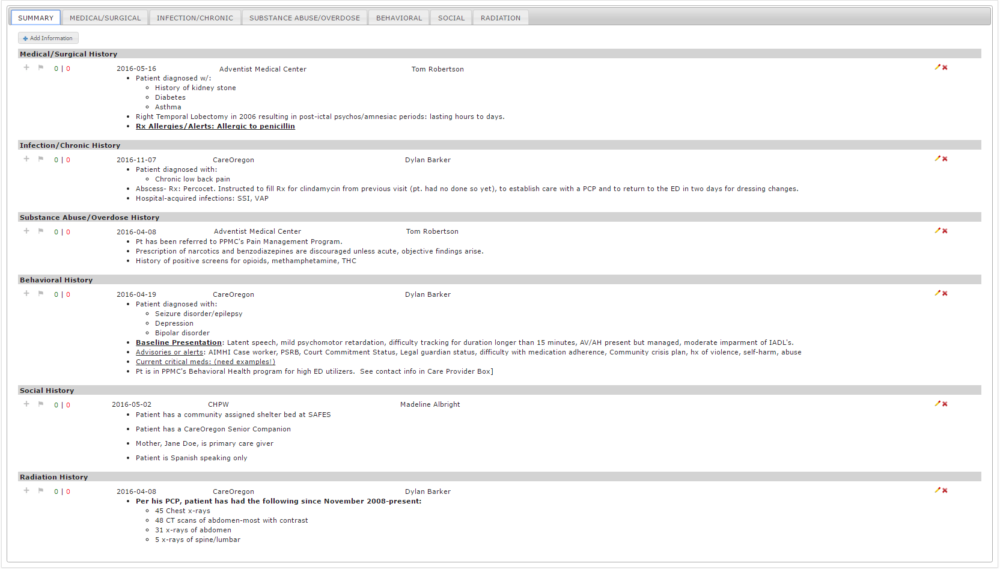 SUMMARY MEDICAL/SURGICAL INFECTION/CHRONIC SUBSTANCE ABUSE/OVERDOSE BEHAVIORAL SOCIAL RADIATION
Add Information
Medical/Surgical History
0 | 0 2016-05-16 Adventist Medical Center Tom Robertson
Patient diagnosed w/:
History of kidney stone
Diabetes
Asthma
Right Temporal Lobectomy in 2006 resulting in post-ictal psychos/amnesiac periods: lasting hours to days.
Rx Allergies/Alerts: Allergic to penicillin
Infection/Chronic History
0 | 0 2016-11-07 CareOregon Dylan Barker
Patient diagnosed with:
Chronic low back pain
Abscess- Rx: Percocet. Instructed to fill Rx for clindamycin from previous visit (pt. had no done so yet), to establish care with a PCP and to return to the ED in two days for dressing changes.
Hospital-acquired infections: SSI, VAP
Substance Abuse/Overdose History
0 | 0 2016-04-08 Adventist Medical Center Tom Robertson
Pt has been referred to PPMC's Pain Management Program.
Prescription of narcotics and benzodiazepines are discouraged unless acute, objective findings arise.
History of positive screens for opioids, methamphetamine, THC
Behavioral History
0 | 0 2016-04-19 CareOregon Dylan Barker
Patient diagnosed with:
Seizure disorder/epilepsy
Depression
Bipolar disorder
Baseline Presentation: Latent speech, mild psychomotor retardation, difficulty tracking for duration longer than 15 minutes, AV/AH present but managed, moderate imparment of IADL's.
Advisories or alerts: AIMHI Case worker, PSRB, Court Commitment Status, Legal guardian status, difficulty with medication adherence, Community crisis plan, hx of violence, self-harm, abuse
Current critical meds: (need examples!)
Pt is in PPMC's Behavioral Health program for high ED utilizers.  See contact info in Care Provider Box]
Social History
0 | 0 2016-05-02 CHPW Madeline Albright
Patient has a community assigned shelter bed at SAFES
Patient has a CareOregon Senior Companion
Mother, Jane Doe, is primary care giver
Patient is Spanish speaking only
Radiation History
0 | 0 2016-04-08 CareOregon Dylan Barker
Per his PCP, patient has had the following since November 2008-present:
45 Chest x-rays
48 CT scans of abdomen-most with contrast
31 x-rays of abdomen
5 x-rays of spine/lumbar